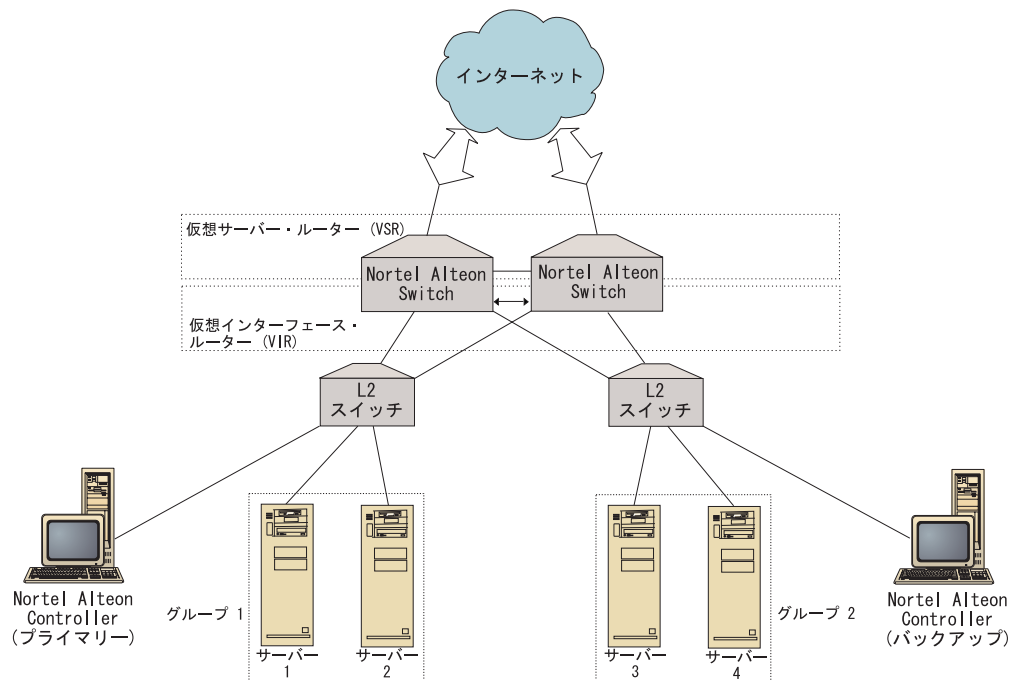 インターネット
仮想サーバー・ルーター (VSR)
Nortel Alteon
Switch
Nortel Alteon
Switch
仮想インターフェース・
ルーター (VIR)
L2
スイッチ
L2
スイッチ
Nortel Alteon
Controller
(プライマリー)
グループ 1
サーバー
1
サーバー
2
サーバー
3
サーバー
4
グループ 2
Nortel Alteon
Controller
(バックアップ)